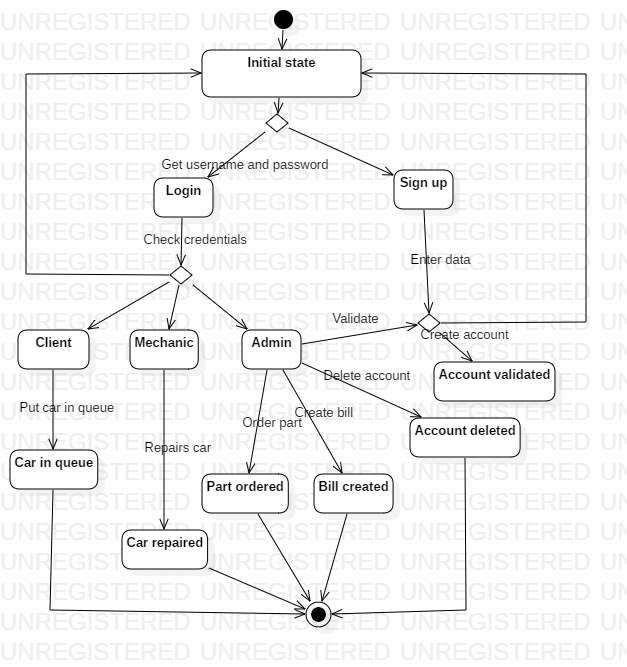 UNREGISTERED UNREGISTERED UNREGISTERED UN
Initial state
Get username and password
Login
Sign up
Check credentials
Enter data
Client
Mechanic
Admin
Validate
Create account
Account validated
Delete account
Put car in queue
Order part
Create bill
Account deleted
Repairs car
Car in queue
Part ordered
Bill created
Car repaired